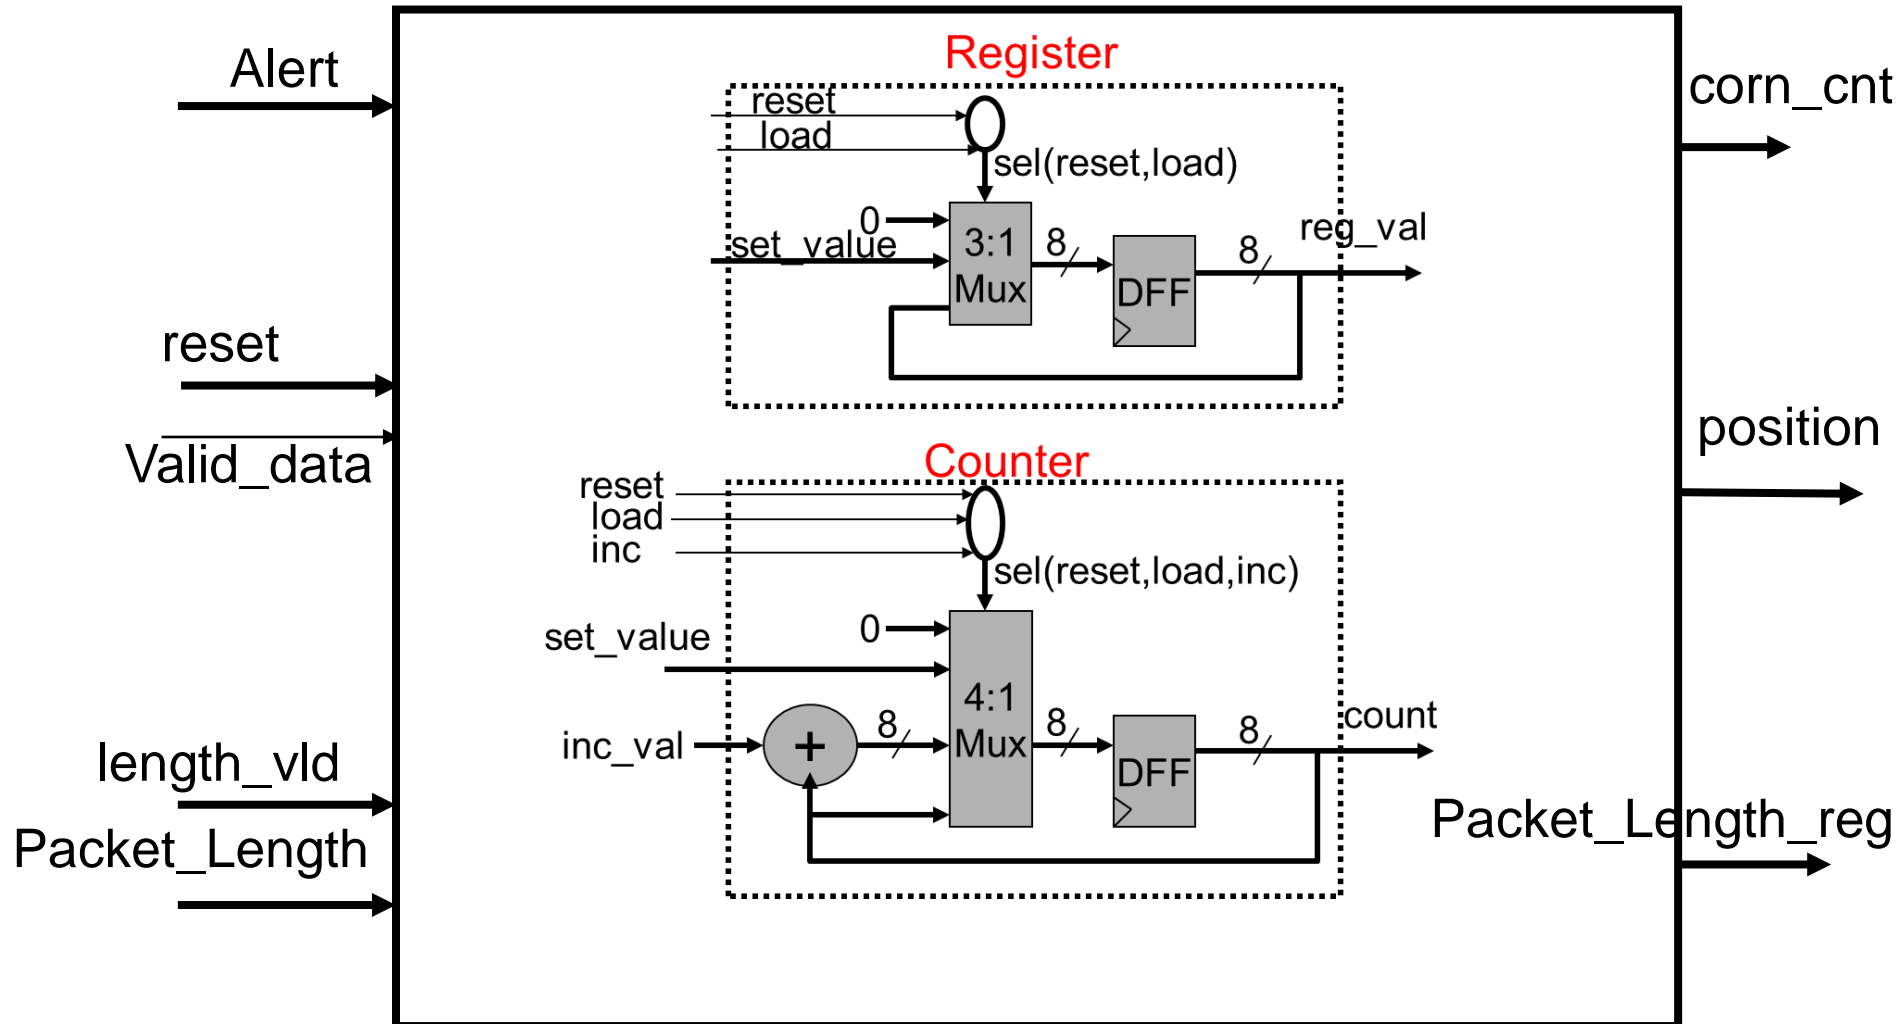 Alert
reset
Valid_data
length_vld
Packet_Length
Register
reset
load
sel(reset,load)
0
set_value
3:1
Mux
8
DFF
8
reg_val
Counter
reset
load
inc
sel(reset,load,inc)
0
set_value
inc_val
+
8
4:1
Mux
8
DFF
8
count
corn_cnt
position
Packet_Length_reg